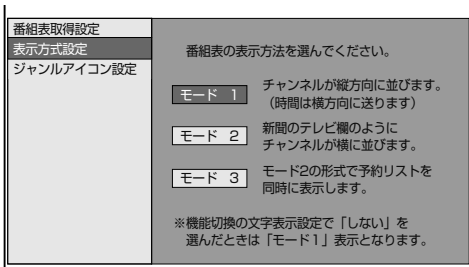 番組表取得設定
表示方式設定
ジャンルアイコン設定
番組表の表示方法を選んでください。
モード 1
チャンネルが縦方向に並びます。
（時間は横方向に送ります）
モード 2
新聞のテレビ欄のように
チャンネルが横に並びます。
モード 3
モード2の形式で予約リストを
同時に表示します。
※機能切換の文字表示設定で「しない」を
選んだときは「モード1」表示となります。